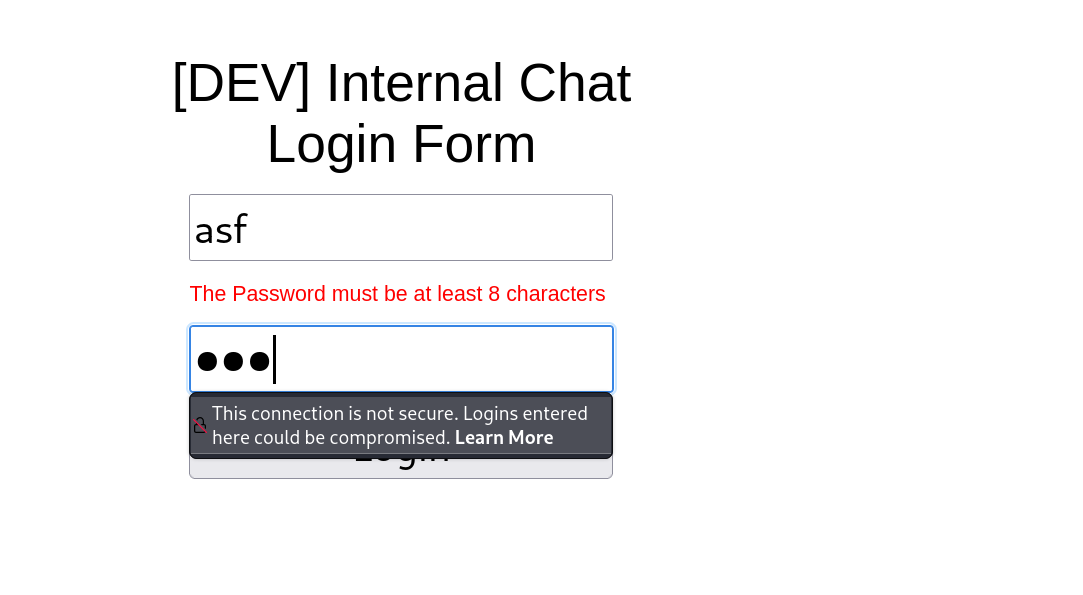 [DEV] Internal Chat
Login Form
asf
The Password must be at least 8 characters
●●●
This connection is not secure. Logins entered
here could be compromised. Learn More
Login